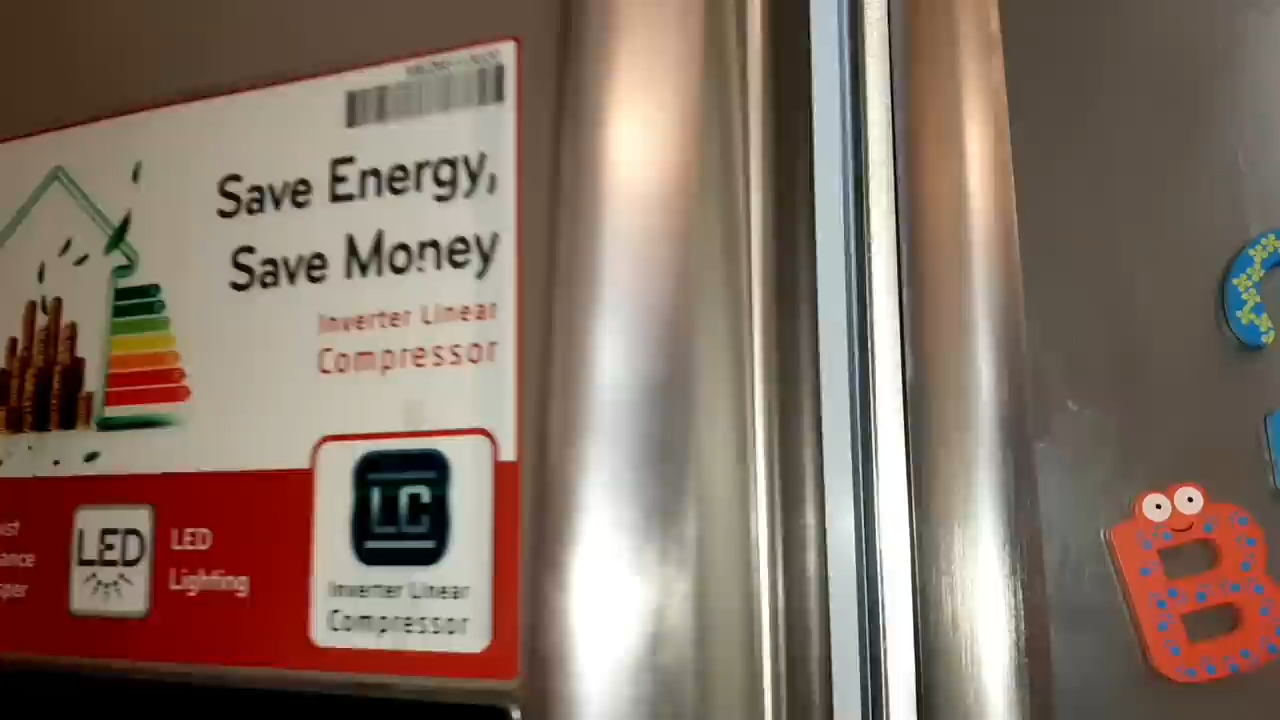 Save Energy,
Save Money
Inverter Linear
Compressor
LED
LED
Lighting
LC
Inverter Linear
Compressor
B